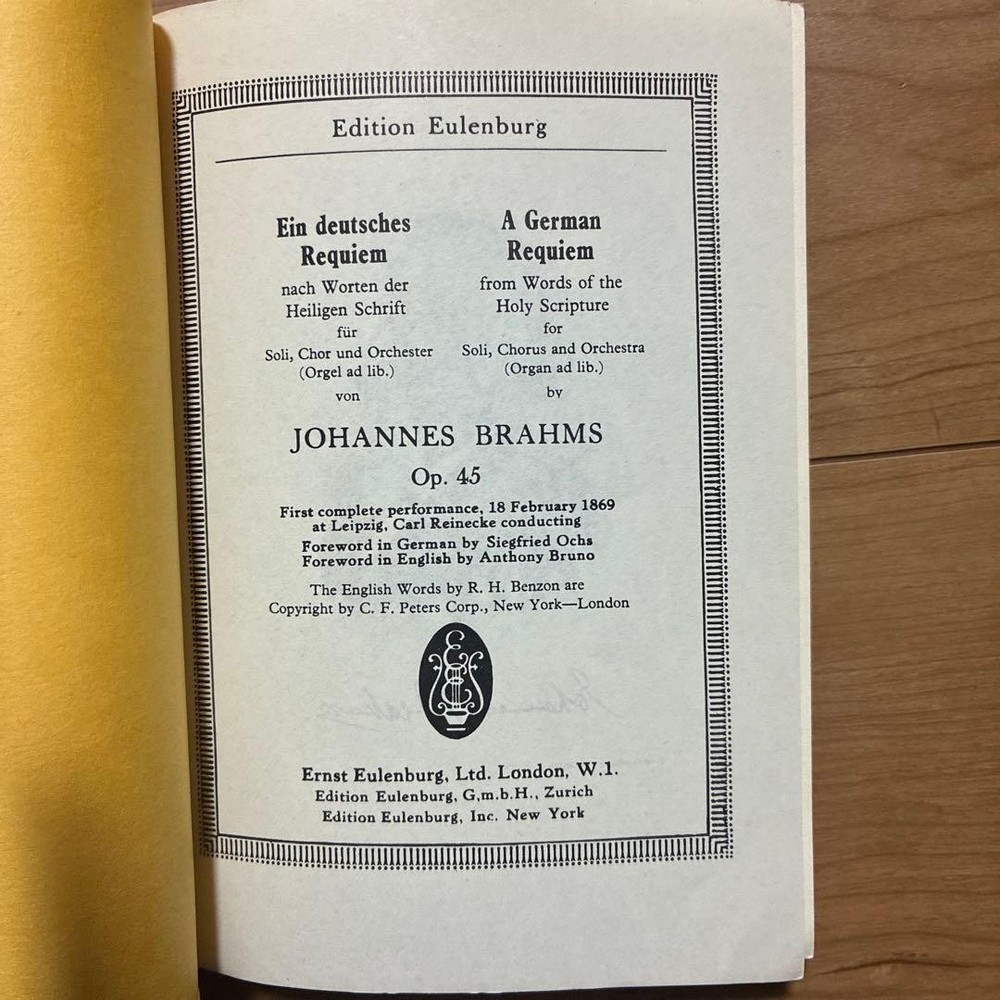 Edition Eulenburg
Ein deutsches
Requiem
nach Worten der
Heiligen Schrift
für
Soli, Chor und Orchester
(Orgel ad lib.)
von
A German
Requiem
from Words of the
Holy Scripture
for
Soli, Chorus and Orchestra
(Organ ad lib.)
by
JOHANNES BRAHMS
Op. 45
First complete performance, 18 February 1869
at Leipzig, Carl Reinecke conducting
Foreword in German by Siegfried Ochs
Foreword in English by Anthony Bruno
The English Words by R. H. Benzon are
Copyright by C. F. Peters Corp., New York—London
Ernst Eulenburg, Ltd. London, W.1.
Edition Eulenburg, G,m.b.H., Zurich
Edition Eulenburg, Inc. New York